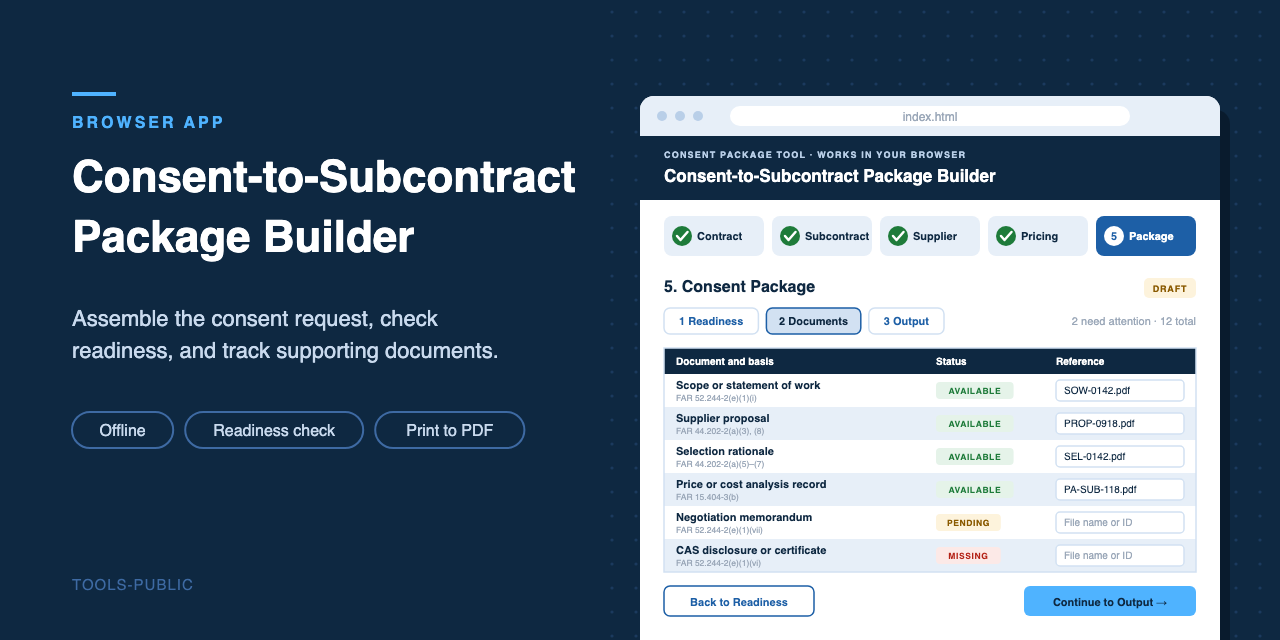 BROWSER APP
Consent-to-Subcontract
Package Builder
Assemble the consent request, check
readiness, and track supporting documents.
Offline
Readiness check
Print to PDF
TOOLS-PUBLIC
index.html
CONSENT PACKAGE TOOL · WORKS IN YOUR BROWSER
Consent-to-Subcontract Package Builder
Contract
Subcontract
Supplier
Pricing
5 Package
5. Consent Package
DRAFT
1 Readiness
2 Documents
3 Output
2 need attention · 12 total
Document and basis Status Reference
Scope or statement of work AVAILABLE SOW-0142.pdf
FAR 52.244-2(e)(1)(i)
Supplier proposal AVAILABLE PROP-0918.pdf
FAR 44.202-2(a)(3), (8)
Selection rationale AVAILABLE SEL-0142.pdf
FAR 44.202-2(a)(5)–(7)
Price or cost analysis record AVAILABLE PA-SUB-118.pdf
FAR 15.404-3(b)
Negotiation memorandum PENDING File name or ID
FAR 52.244-2(e)(1)(vii)
CAS disclosure or certificate MISSING File name or ID
FAR 52.244-2(e)(1)(vi)
Back to Readiness
Continue to Output →